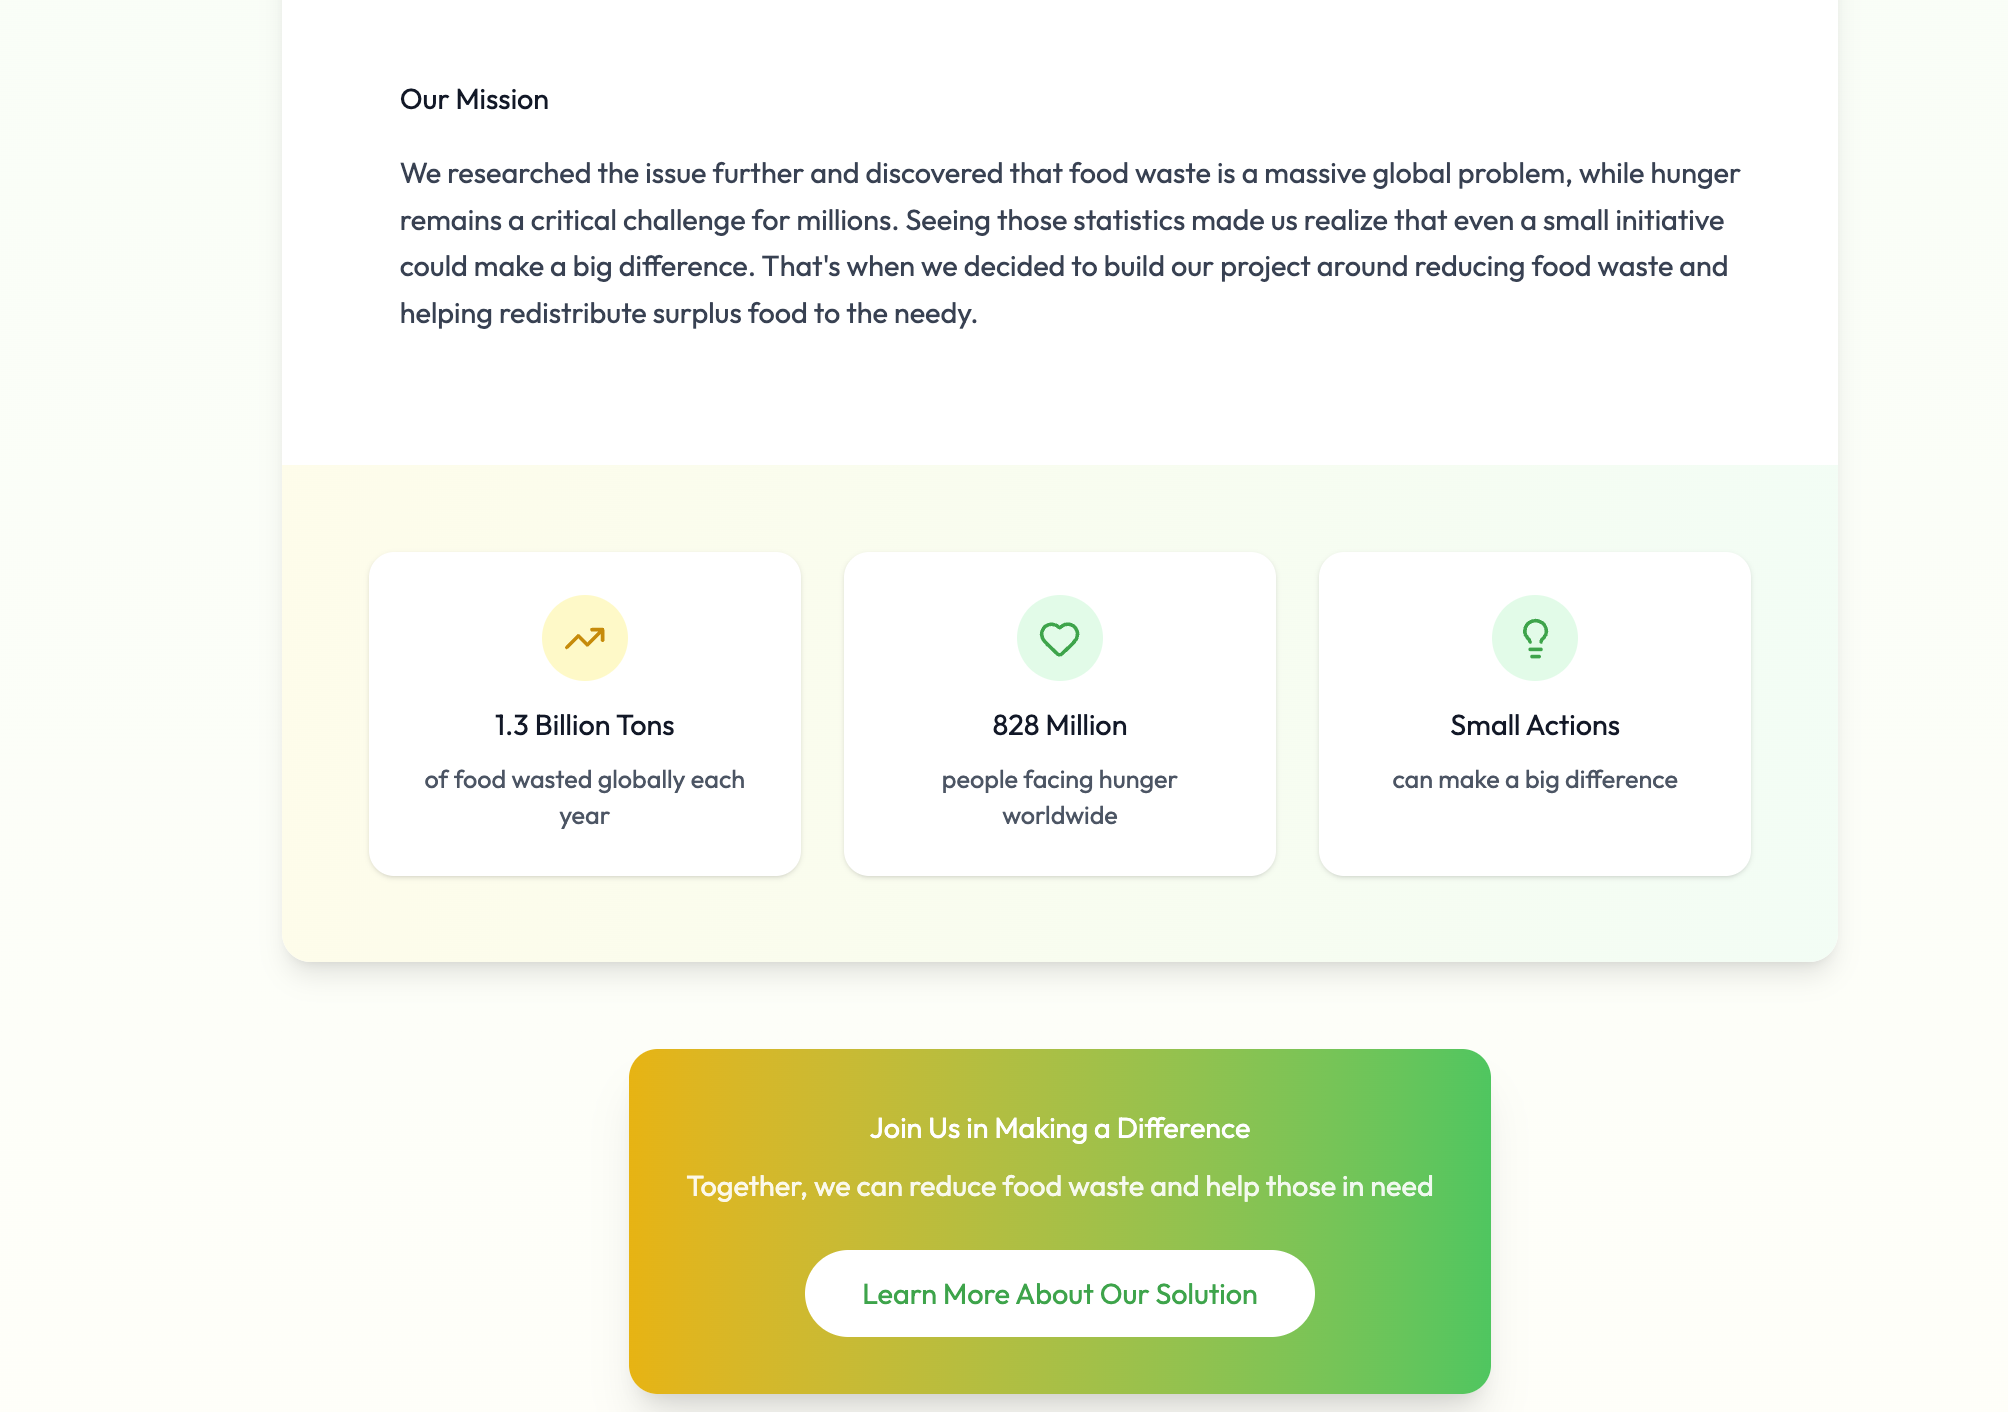 Our Mission
We researched the issue further and discovered that food waste is a massive global problem, while hunger
remains a critical challenge for millions. Seeing those statistics made us realize that even a small initiative
could make a big difference. That's when we decided to build our project around reducing food waste and
helping redistribute surplus food to the needy.
1.3 Billion Tons
of food wasted globally each
year
828 Million
people facing hunger
worldwide
Small Actions
can make a big difference
Join Us in Making a Difference
Together, we can reduce food waste and help those in need
Learn More About Our Solution